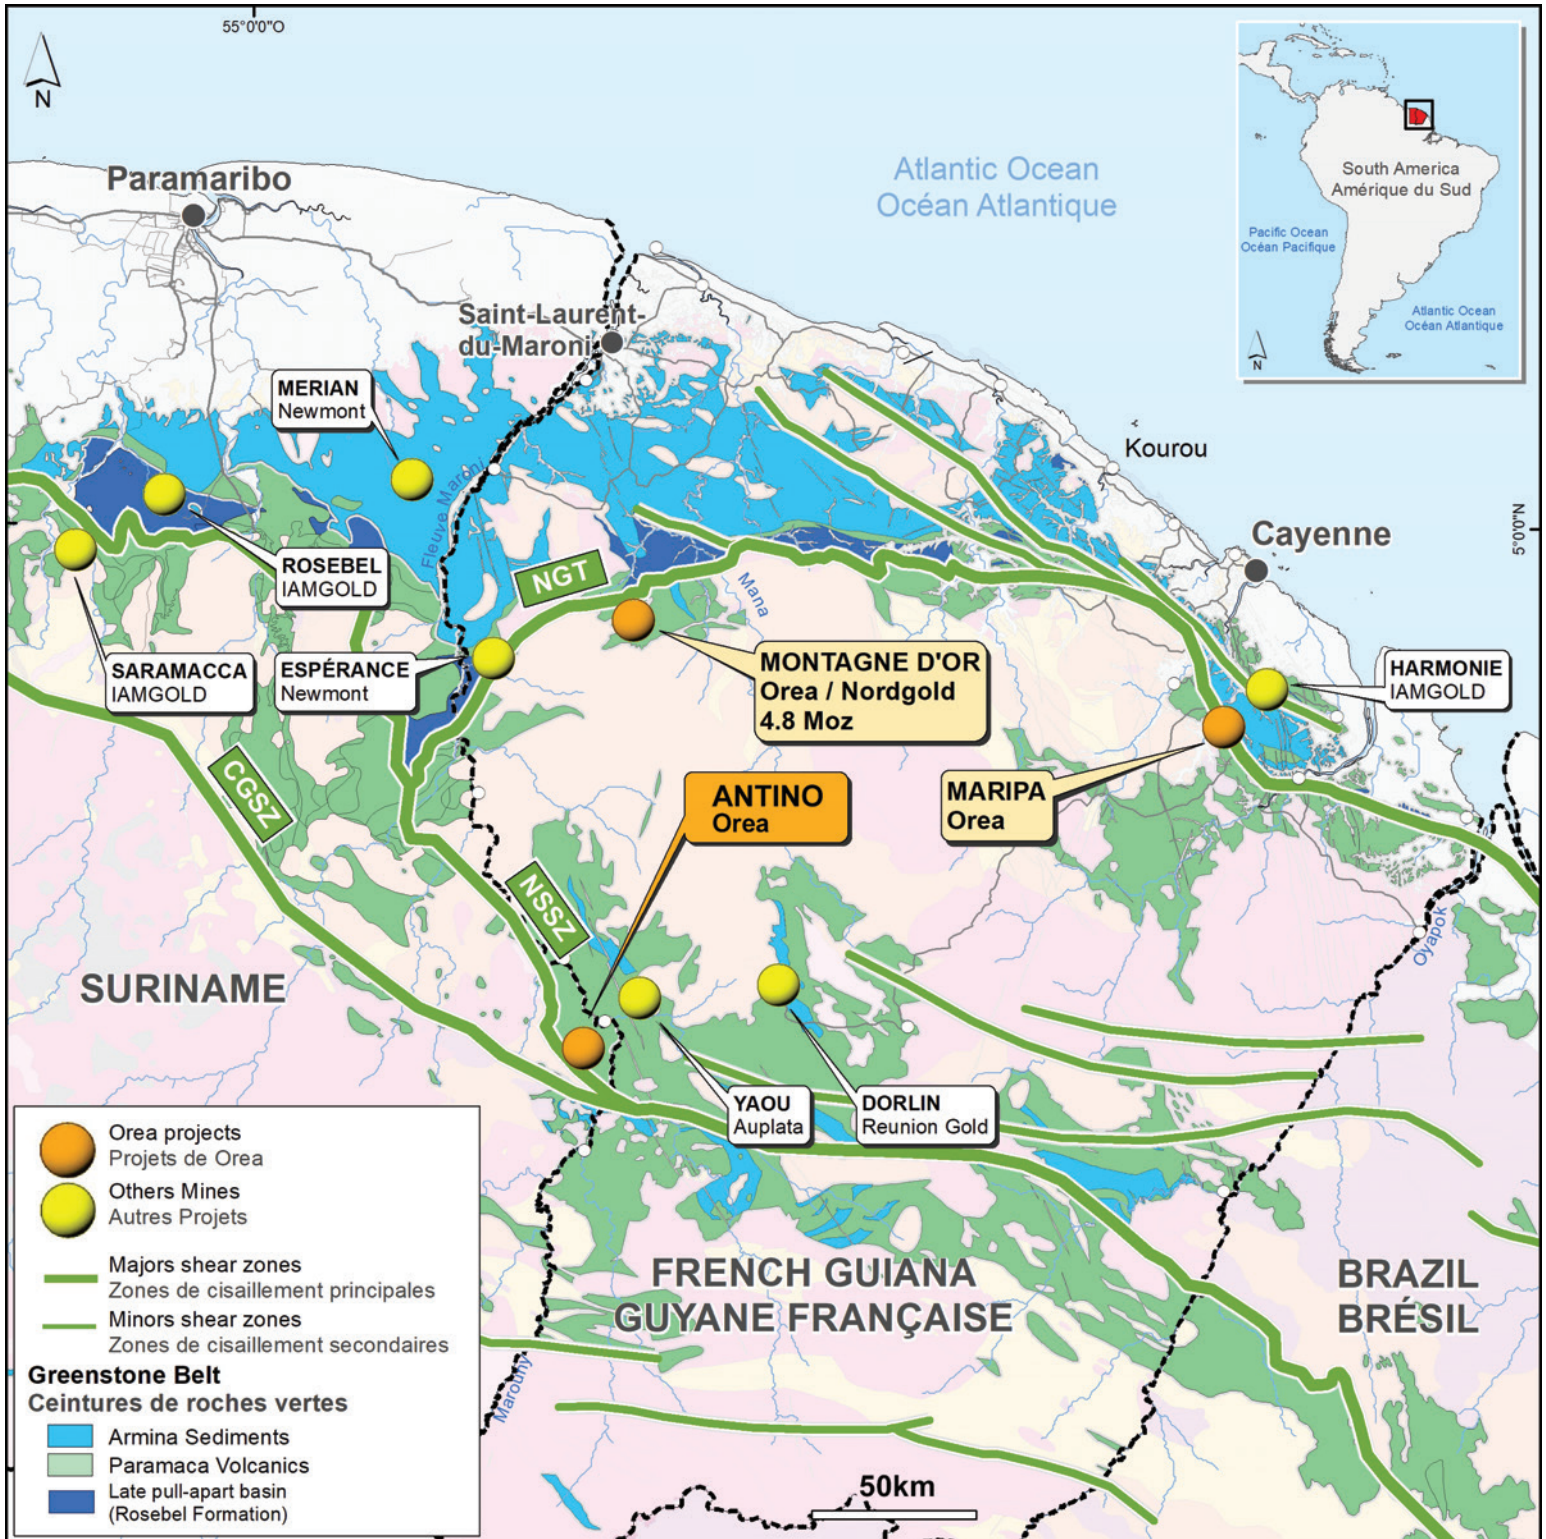 55°0'0"O
N
Paramaribo
Atlantic Ocean
Océan Atlantique
South America
Amérique du Sud
Pacific Ocean
Océan Pacifique
Atlantic Ocean
Océan Atlantique
N
Saint-Laurent-
du-Maroni
MERIAN
Newmont
Kourou
Fleuve Maroni
Cayenne
5°0'0"N
ROSEBEL
IAMGOLD
NGT
Mana
SARAMACCA
IAMGOLD
ESPÉRANCE
Newmont
MONTAGNE D'OR
Orea / Nordgold
4.8 Moz
HARMONIE
IAMGOLD
CGSZ
ANTINO
Orea
MARIPA
Orea
NSSZ
Oyapok
SURINAME
YAOU
Auplata
DORLIN
Reunion Gold
FRENCH GUIANA
GUYANE FRANÇAISE
BRAZIL
BRÉSIL
Marouny
50km
Orea projects
Projets de Orea
Others Mines
Autres Projets
Majors shear zones
Zones de cisaillement principales
Minors shear zones
Zones de cisaillement secondaires
Greenstone Belt
Ceintures de roches vertes
Armina Sediments
Paramaca Volcanics
Late pull-apart basin
(Rosebel Formation)